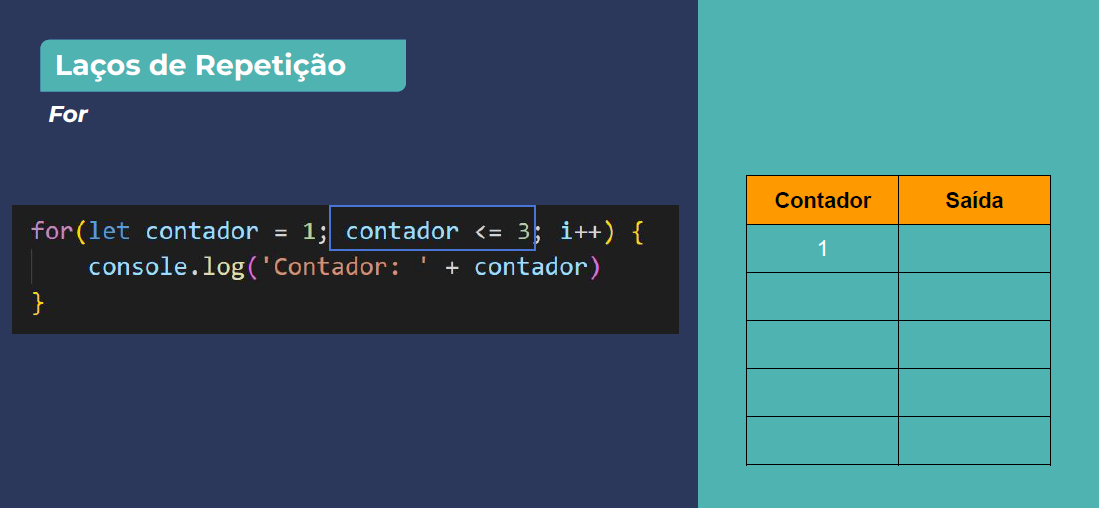 Laços de Repetição
For
for(let contador = 1; contador <= 3; i++) {
    console.log('Contador: ' + contador)
}
Contador Saída
1